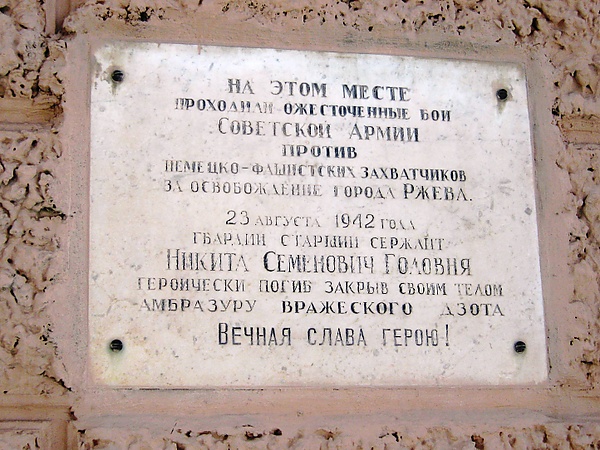 НА ЭТОМ МЕСТЕ
ПРОХОДИЛИ ОЖЕСТОЧЕННЫЕ БОИ
СОВЕТСКОЙ АРМИИ
ПРОТИВ
НЕМЕЦКО-ФАШИСТСКИХ ЗАХВАТЧИКОВ
ЗА ОСВОБОЖДЕНИЕ ГОРОДА РЖЕВА.
23 АВГУСТА 1942 ГОДА
ГВАРДИИ СТАРШИЙ СЕРЖАНТ
НИКИТА СЕМЕНОВИЧ ГОЛОВНЯ
ГЕРОИЧЕСКИ ПОГИБ ЗАКРЫВ СВОИМ ТЕЛОМ
АМБРАЗУРУ ВРАЖЕСКОГО ДЗОТА
ВЕЧНАЯ СЛАВА ГЕРОЮ!